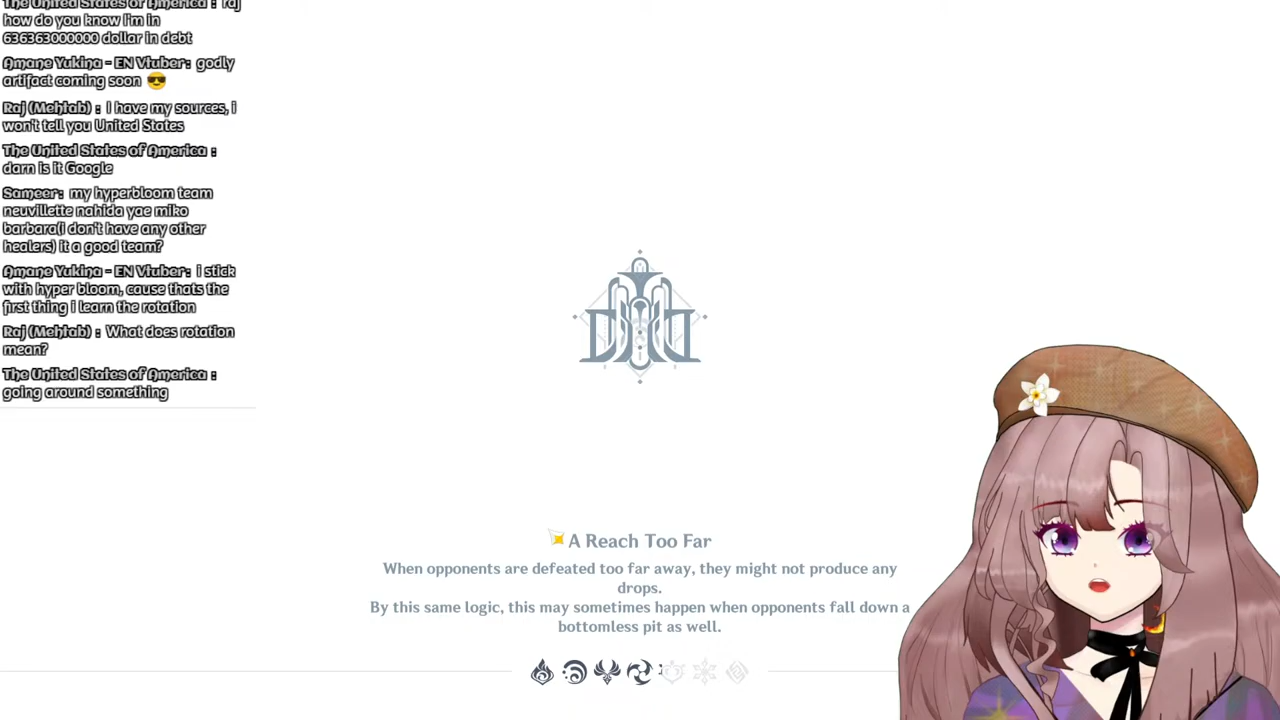 The United States of America : raj
how do you know I'm in
636363000000 dollar in debt
Amane Yukina - EN Vtuber: godly
artifact coming soon 😎
Raj (Mehtab) : I have my sources, i
won't tell you United States
The United States of America :
darn is it Google
Sameer: my hyperbloom team
neuvillette nahida yae miko
barbara(i don't have any other
healers) it a good team?
Amane Yukina - EN Vtuber: i stick
with hyper bloom, cause thats the
first thing i learn the rotation
Raj (Mehtab) : What does rotation
mean?
The United States of America :
going around something
A Reach Too Far
When opponents are defeated too far away, they might not produce any
drops.
By this same logic, this may sometimes happen when opponents fall down a
bottomless pit as well.